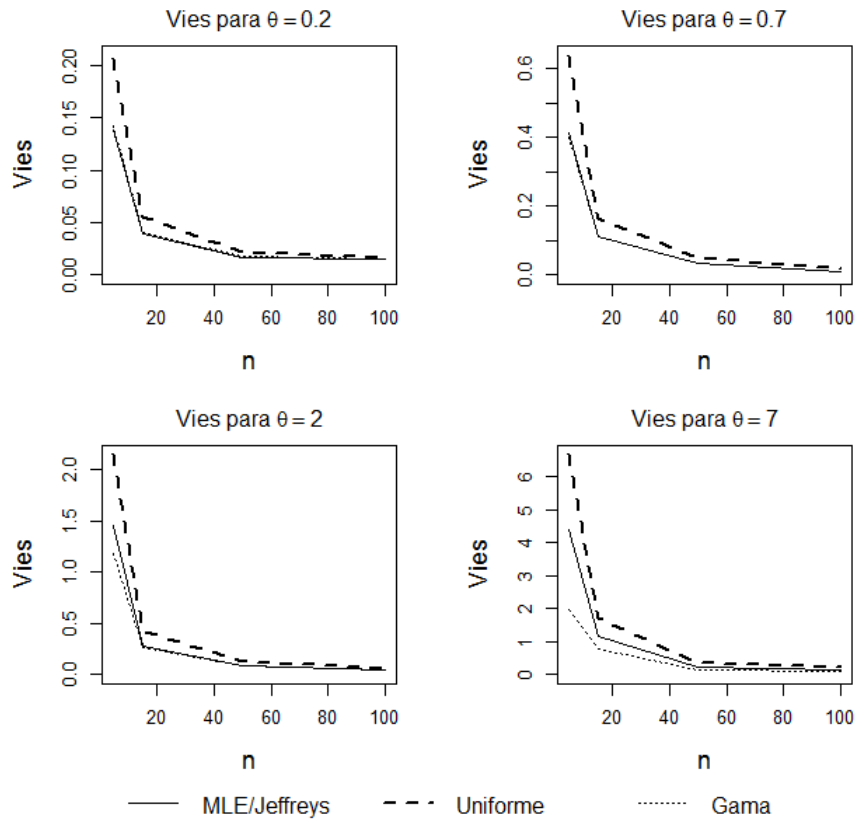 Vies para θ = 0.2
Vies
0.00
0.05
0.10
0.15
0.20
20
40
60
80
100
n
Vies para θ = 0.7
Vies
0.0
0.2
0.4
0.6
20
40
60
80
100
n
Vies para θ = 2
Vies
0.0
0.5
1.0
1.5
2.0
20
40
60
80
100
n
Vies para θ = 7
Vies
0
1
2
3
4
5
6
20
40
60
80
100
n
MLE/Jeffreys
Uniforme
Gama